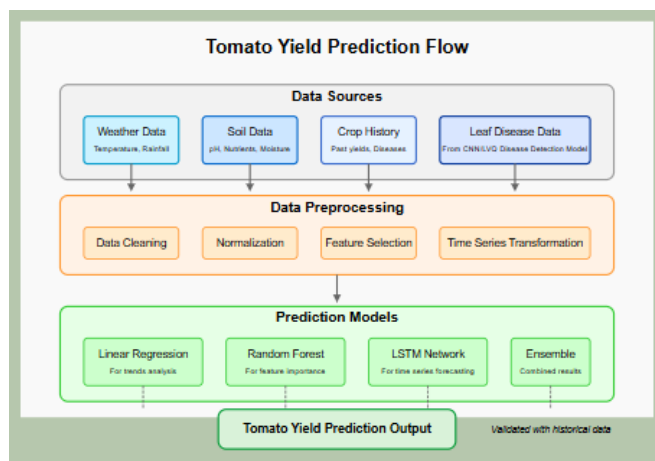 Tomato Yield Prediction Flow
Data Sources
Weather Data
Temperature, Rainfall
Soil Data
pH, Nutrients, Moisture
Crop History
Past yields, Diseases
Leaf Disease Data
From CNN/LVQ Disease Detection Model
Data Preprocessing
Data Cleaning
Normalization
Feature Selection
Time Series Transformation
Prediction Models
Linear Regression
For trends analysis
Random Forest
For feature importance
LSTM Network
For time series forecasting
Ensemble
Combined results
Tomato Yield Prediction Output
Validated with historical data